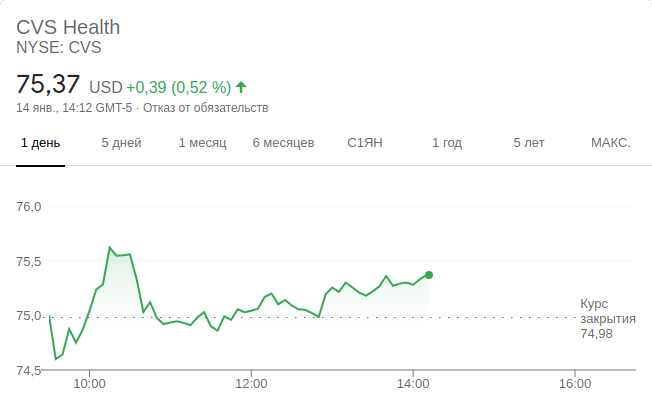 CVS Health
NYSE: CVS
75,37 USD +0,39 (0,52 %)
14 янв., 14:12 GMT-5 · Отказ от обязательств
1 день 5 дней 1 месяц 6 месяцев С1ЯН 1 год 5 лет МАКС.
76,0
75,5
75,0
Курс
закрытия
74,98
74,5
10:00 12:00 14:00 16:00